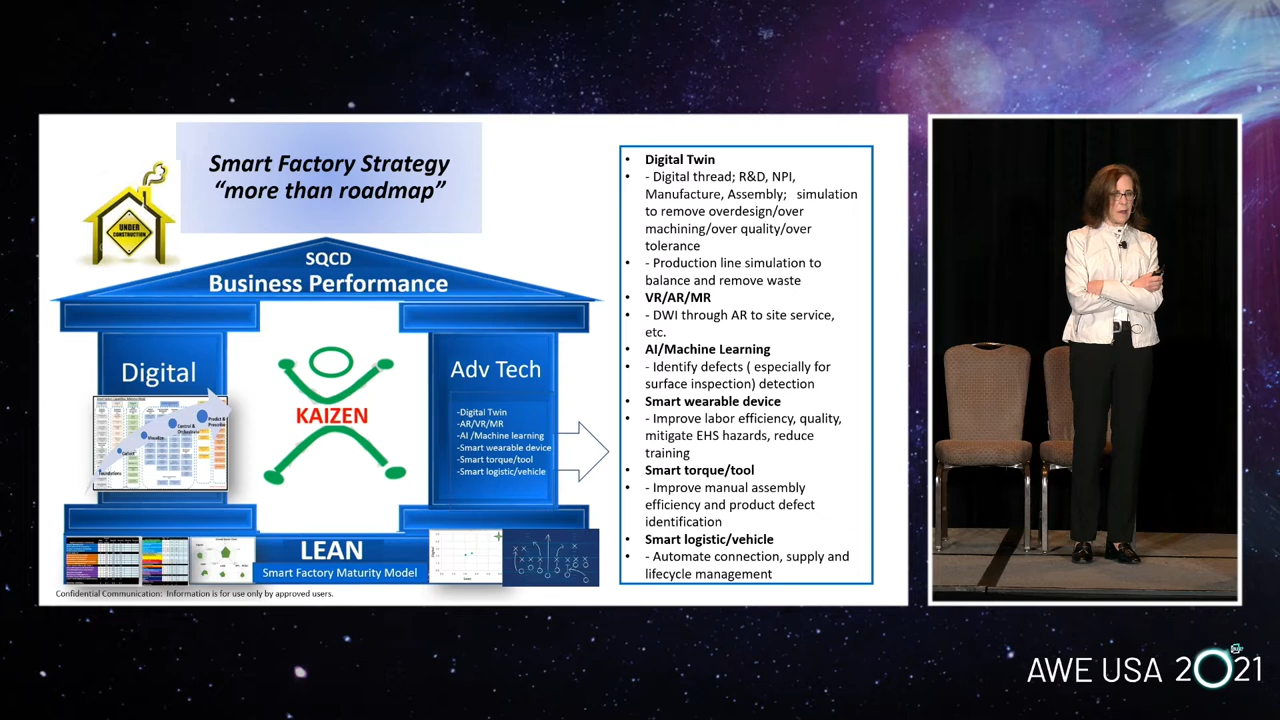 Smart Factory Strategy
“more than roadmap”
UNDER
CONSTRUCTION
SQCD
Business Performance
Digital
Predict &
Prescribe
Control &
Orchestrate
Visualize
Foundations
KAIZEN
Adv Tech
-Digital Twin
-AR/VR/MR
-AI /Machine learning
-Smart wearable device
-Smart torque/tool
-Smart logistic/vehicle
LEAN
Smart Factory Maturity Model
Confidential Communication: Information is for use only by approved users.
• Digital Twin
• - Digital thread; R&D, NPI,
Manufacture, Assembly; simulation
to remove overdesign/over
machining/over quality/over
tolerance
• - Production line simulation to
balance and remove waste
• VR/AR/MR
• - DWI through AR to site service,
etc.
• AI/Machine Learning
• - Identify defects ( especially for
surface inspection) detection
• Smart wearable device
• - Improve labor efficiency, quality,
mitigate EHS hazards, reduce
training
• Smart torque/tool
• - Improve manual assembly
efficiency and product defect
identification
• Smart logistic/vehicle
• - Automate connection, supply and
lifecycle management
AWE USA 2021